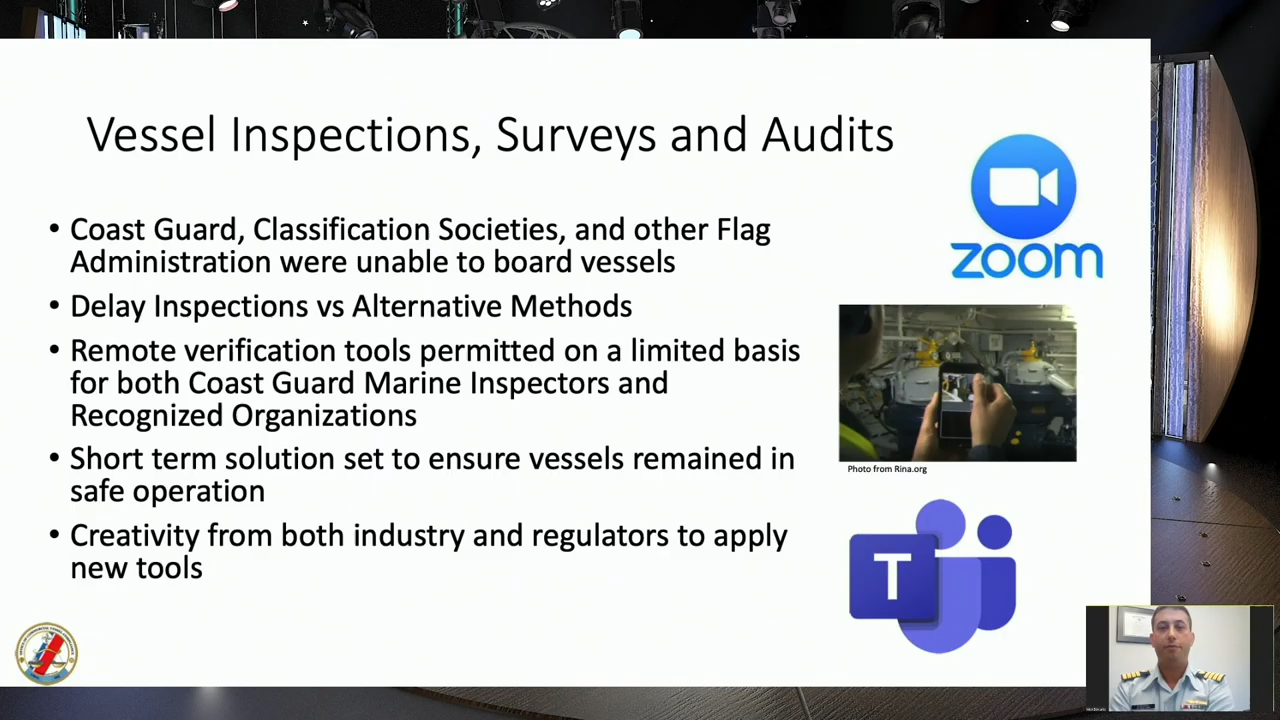 Vessel Inspections, Surveys and Audits
• Coast Guard, Classification Societies, and other Flag
Administration were unable to board vessels
• Delay Inspections vs Alternative Methods
• Remote verification tools permitted on a limited basis
for both Coast Guard Marine Inspectors and
Recognized Organizations
• Short term solution set to ensure vessels remained in
safe operation
• Creativity from both industry and regulators to apply
new tools
zoom
Photo from Rina.org
T